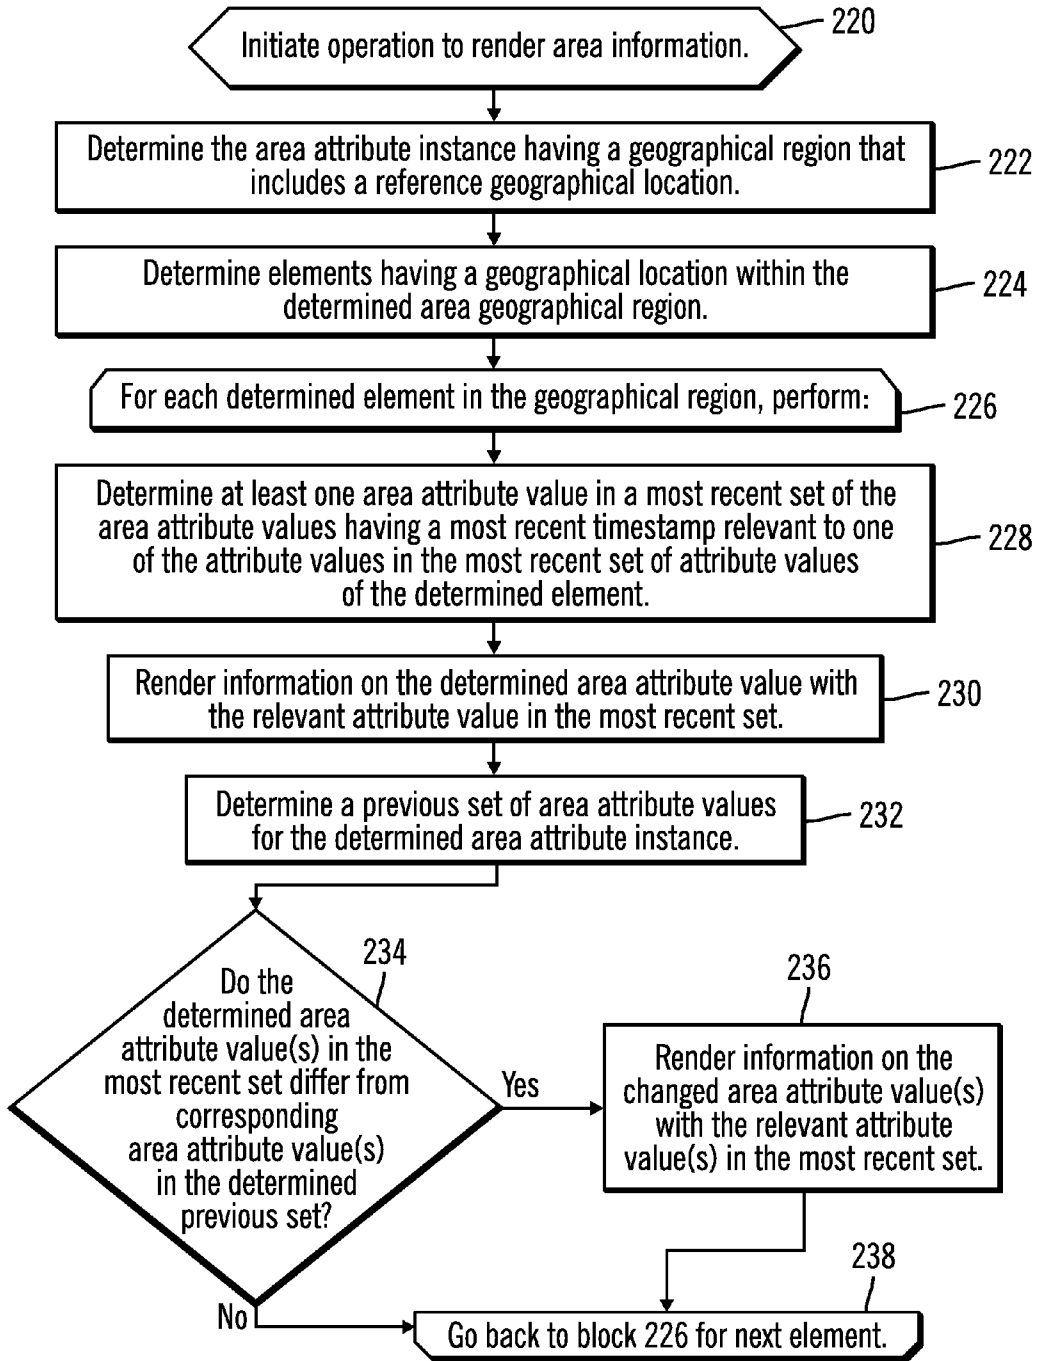 220
Initiate operation to render area information.
Determine the area attribute instance having a geographical region that
includes a reference geographical location.
222
Determine elements having a geographical location within the
determined area geographical region.
224
For each determined element in the geographical region, perform:
226
Determine at least one area attribute value in a most recent set of the
area attribute values having a most recent timestamp relevant to one
of the attribute values in the most recent set of attribute values
of the determined element.
228
Render information on the determined area attribute value with
the relevant attribute value in the most recent set.
230
Determine a previous set of area attribute values
for the determined area attribute instance.
232
234
Do the
determined area
attribute value(s) in the
most recent set differ from
corresponding
area attribute value(s)
in the determined
previous set?
Yes
236
Render information on the
changed area attribute value(s)
with the relevant attribute
value(s) in the most recent set.
No
238
Go back to block 226 for next element.